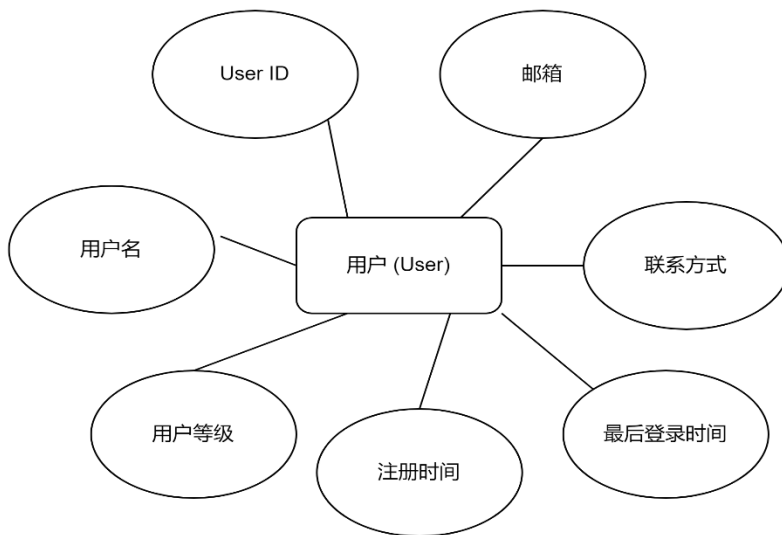 User ID
邮箱
用户名
用户 (User)
联系方式
用户等级
注册时间
最后登录时间